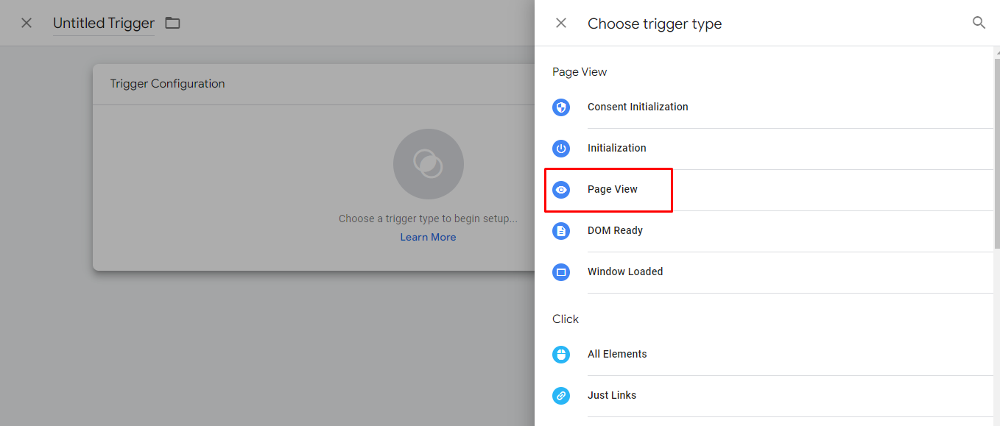 Untitled Trigger
Trigger Configuration
Choose a trigger type to begin setup...
Learn More
Choose trigger type
Page View
Consent Initialization
Initialization
Page View
DOM Ready
Window Loaded
Click
All Elements
Just Links